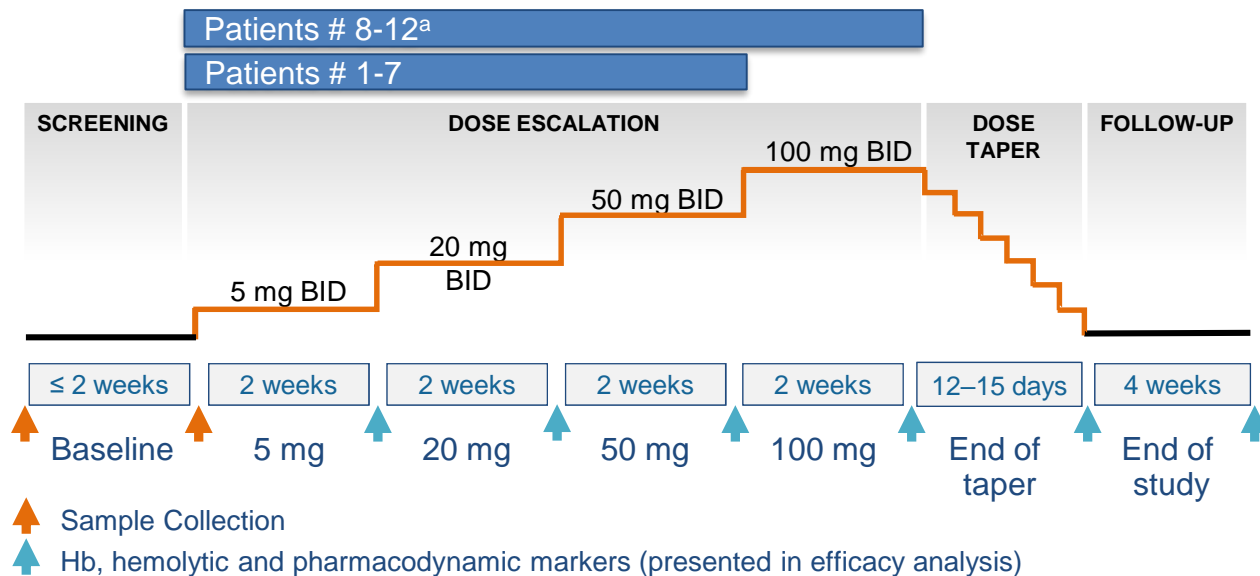 Patients # 8-12ª
Patients # 1-7
SCREENING
DOSE ESCALATION
DOSE
TAPER
FOLLOW-UP
100 mg BID
50 mg BID
20 mg
BID
5 mg BID
≤ 2 weeks
2 weeks
2 weeks
2 weeks
2 weeks
12–15 days
4 weeks
Baseline
5 mg
20 mg
50 mg
100 mg
End of
taper
End of
study
Sample Collection
Hb, hemolytic and pharmacodynamic markers (presented in efficacy analysis)